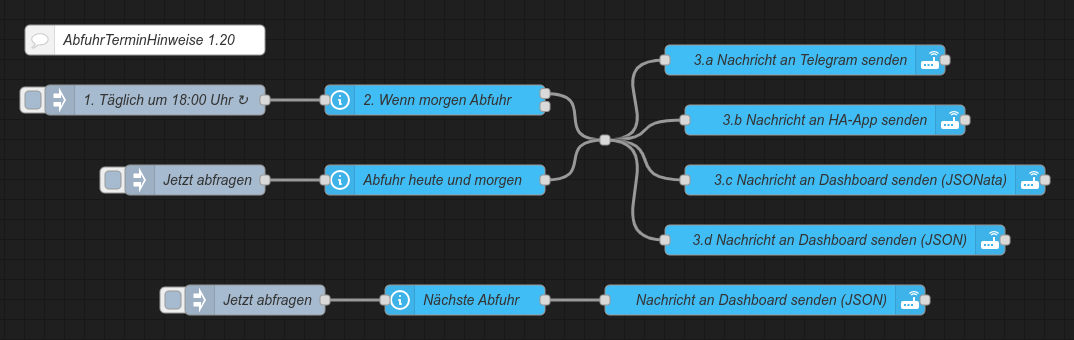 AbfuhrTerminHinweise 1.20
3.a Nachricht an Telegram senden
1. Täglich um 18:00 Uhr ↻
2. Wenn morgen Abfuhr
3.b Nachricht an HA-App senden
Jetzt abfragen
Abfuhr heute und morgen
3.c Nachricht an Dashboard senden (JSONata)
3.d Nachricht an Dashboard senden (JSON)
Jetzt abfragen
Nächste Abfuhr
Nachricht an Dashboard senden (JSON)